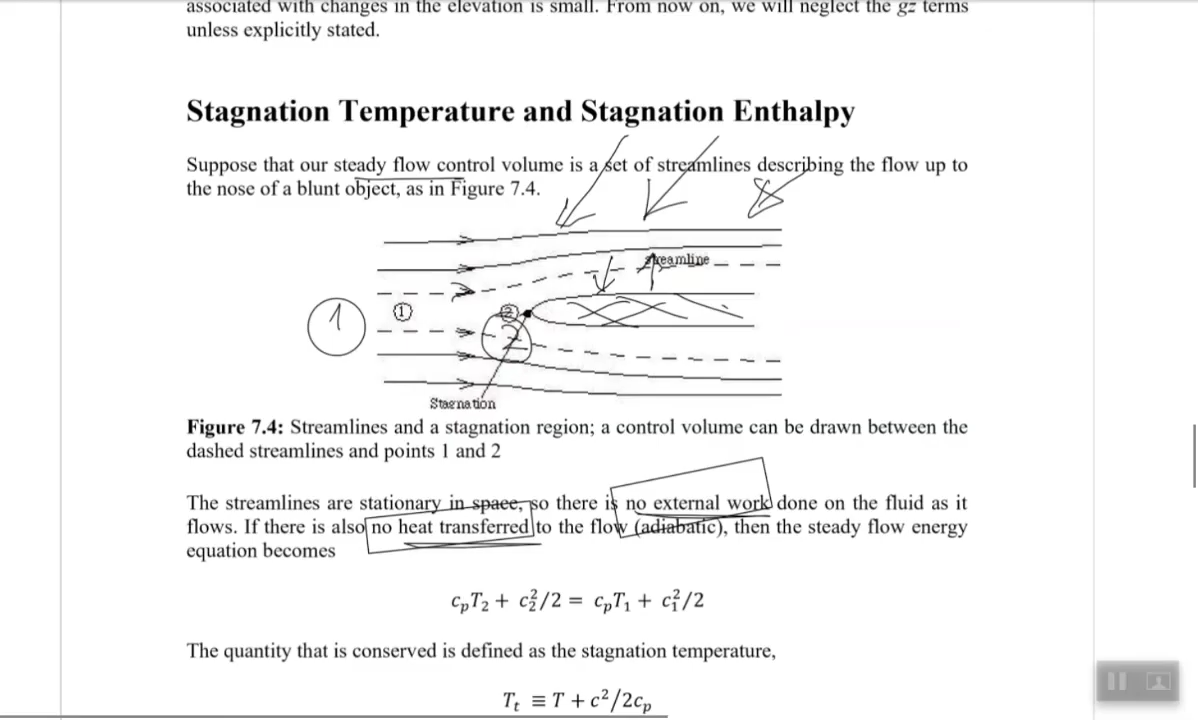 associated with changes in the elevation is small. From now on, we will neglect the gz terms
unless explicitly stated.
Stagnation Temperature and Stagnation Enthalpy
Suppose that our steady flow control volume is a set of streamlines describing the flow up to
the nose of a blunt object, as in Figure 7.4.
Streamline
1
①
②
2
Stagnation
Figure 7.4: Streamlines and a stagnation region; a control volume can be drawn between the
dashed streamlines and points 1 and 2
The streamlines are stationary in space, so there is no external work done on the fluid as it
flows. If there is also no heat transferred to the flow (adiabatic), then the steady flow energy
equation becomes
c_pT₂ + c₂²/2 = c_pT₁ + c₁²/2
The quantity that is conserved is defined as the stagnation temperature,
T_t ≡ T + c²/2c_p